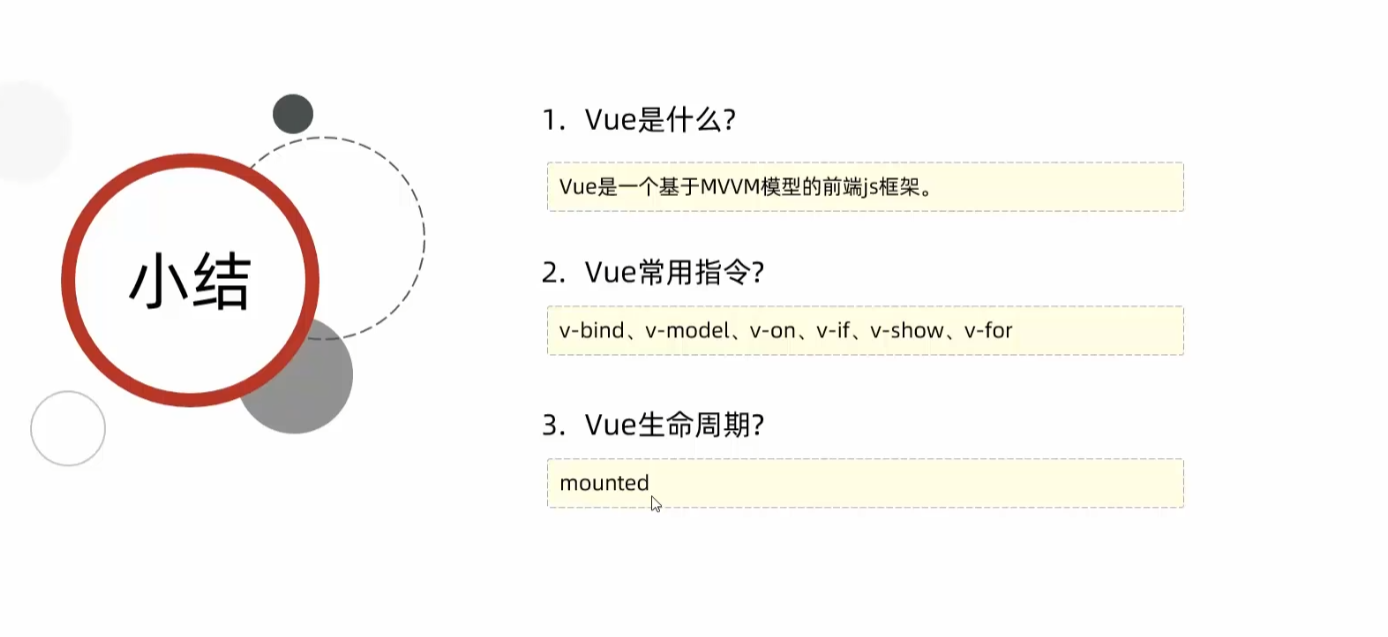 小结
1. Vue是什么?
Vue是一个基于MVVM模型的前端js框架。
2. Vue常用指令?
v-bind、v-model、v-on、v-if、v-show、v-for
3. Vue生命周期?
mounted